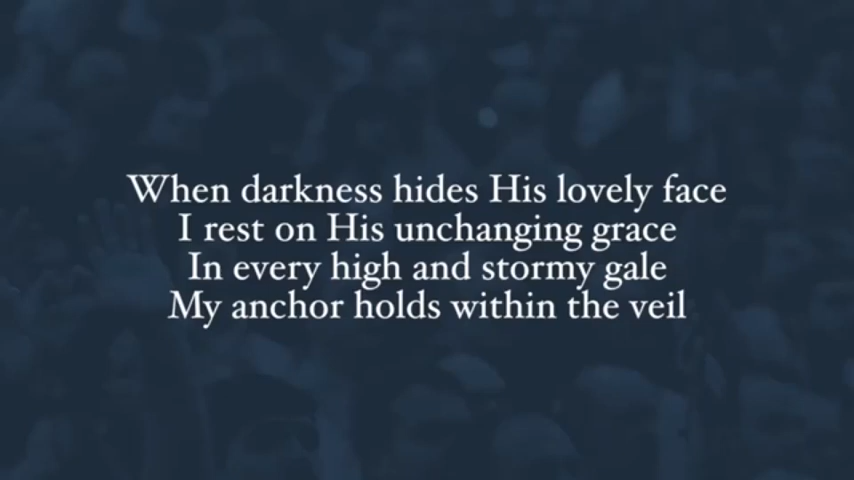 When darkness hides His lovely face
I rest on His unchanging grace
In every high and stormy gale
My anchor holds within the veil